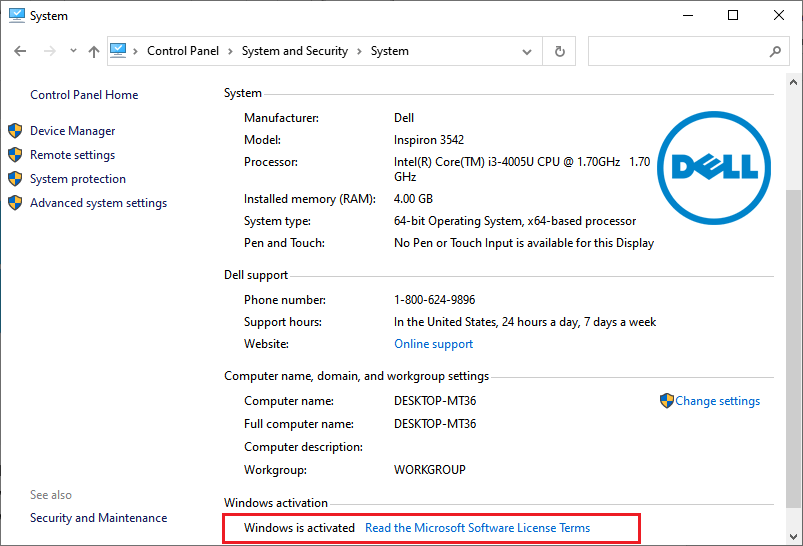 System
Control Panel > System and Security > System
Control Panel Home
Device Manager
Remote settings
System protection
Advanced system settings
See also
Security and Maintenance
System
Manufacturer: Dell
Model: Inspiron 3542
Processor: Intel(R) Core(TM) i3-4005U CPU @ 1.70GHz 1.70
GHz
Installed memory (RAM): 4.00 GB
System type: 64-bit Operating System, x64-based processor
Pen and Touch: No Pen or Touch Input is available for this Display
DELL
Dell support
Phone number: 1-800-624-9896
Support hours: In the United States, 24 hours a day, 7 days a week
Website: Online support
Computer name, domain, and workgroup settings
Computer name: DESKTOP-MT36 Change settings
Full computer name: DESKTOP-MT36
Computer description:
Workgroup: WORKGROUP
Windows activation
Windows is activated Read the Microsoft Software License Terms